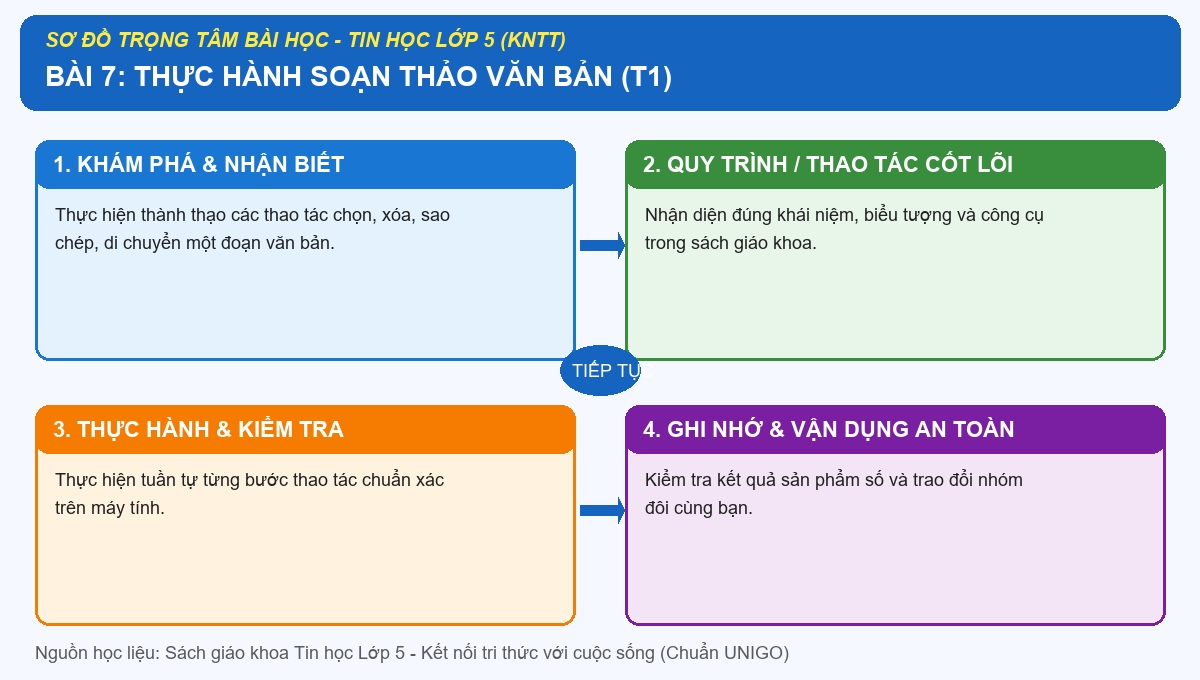 SƠ ĐỒ TRỌNG TÂM BÀI HỌC - TIN HỌC LỚP 5 (KNTT)
BÀI 7: THỰC HÀNH SOẠN THẢO VĂN BẢN (T1)
1. KHÁM PHÁ & NHẬN BIẾT
Thực hiện thành thạo các thao tác chọn, xóa, sao
chép, di chuyển một đoạn văn bản.
2. QUY TRÌNH / THAO TÁC CỐT LÕI
Nhận diện đúng khái niệm, biểu tượng và công cụ
trong sách giáo khoa.
TIẾP TỤC
3. THỰC HÀNH & KIỂM TRA
Thực hiện tuần tự từng bước thao tác chuẩn xác
trên máy tính.
4. GHI NHỚ & VẬN DỤNG AN TOÀN
Kiểm tra kết quả sản phẩm số và trao đổi nhóm
đôi cùng bạn.
Nguồn học liệu: Sách giáo khoa Tin học Lớp 5 - Kết nối tri thức với cuộc sống (Chuẩn UNIGO)